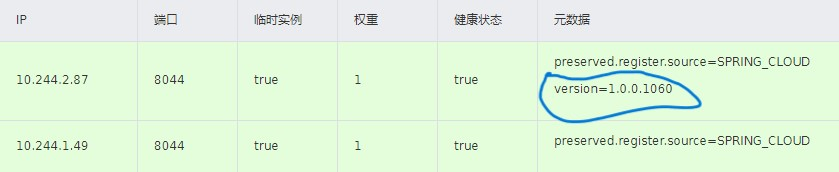 IP 端口 临时实例 权重 健康状态 元数据
preserved.register.source=SPRING_CLOUD
10.244.2.87 8044 true 1 true
version=1.0.0.1060
10.244.1.49 8044 true 1 true preserved.register.source=SPRING_CLOUD